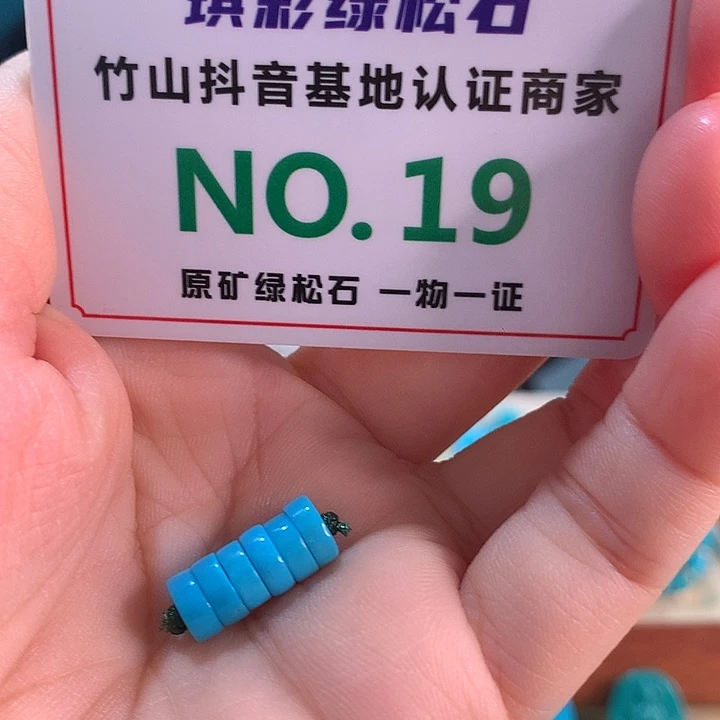 琪彩绿松石
竹山抖音基地认证商家
NO.19
原矿绿松石 一物一证